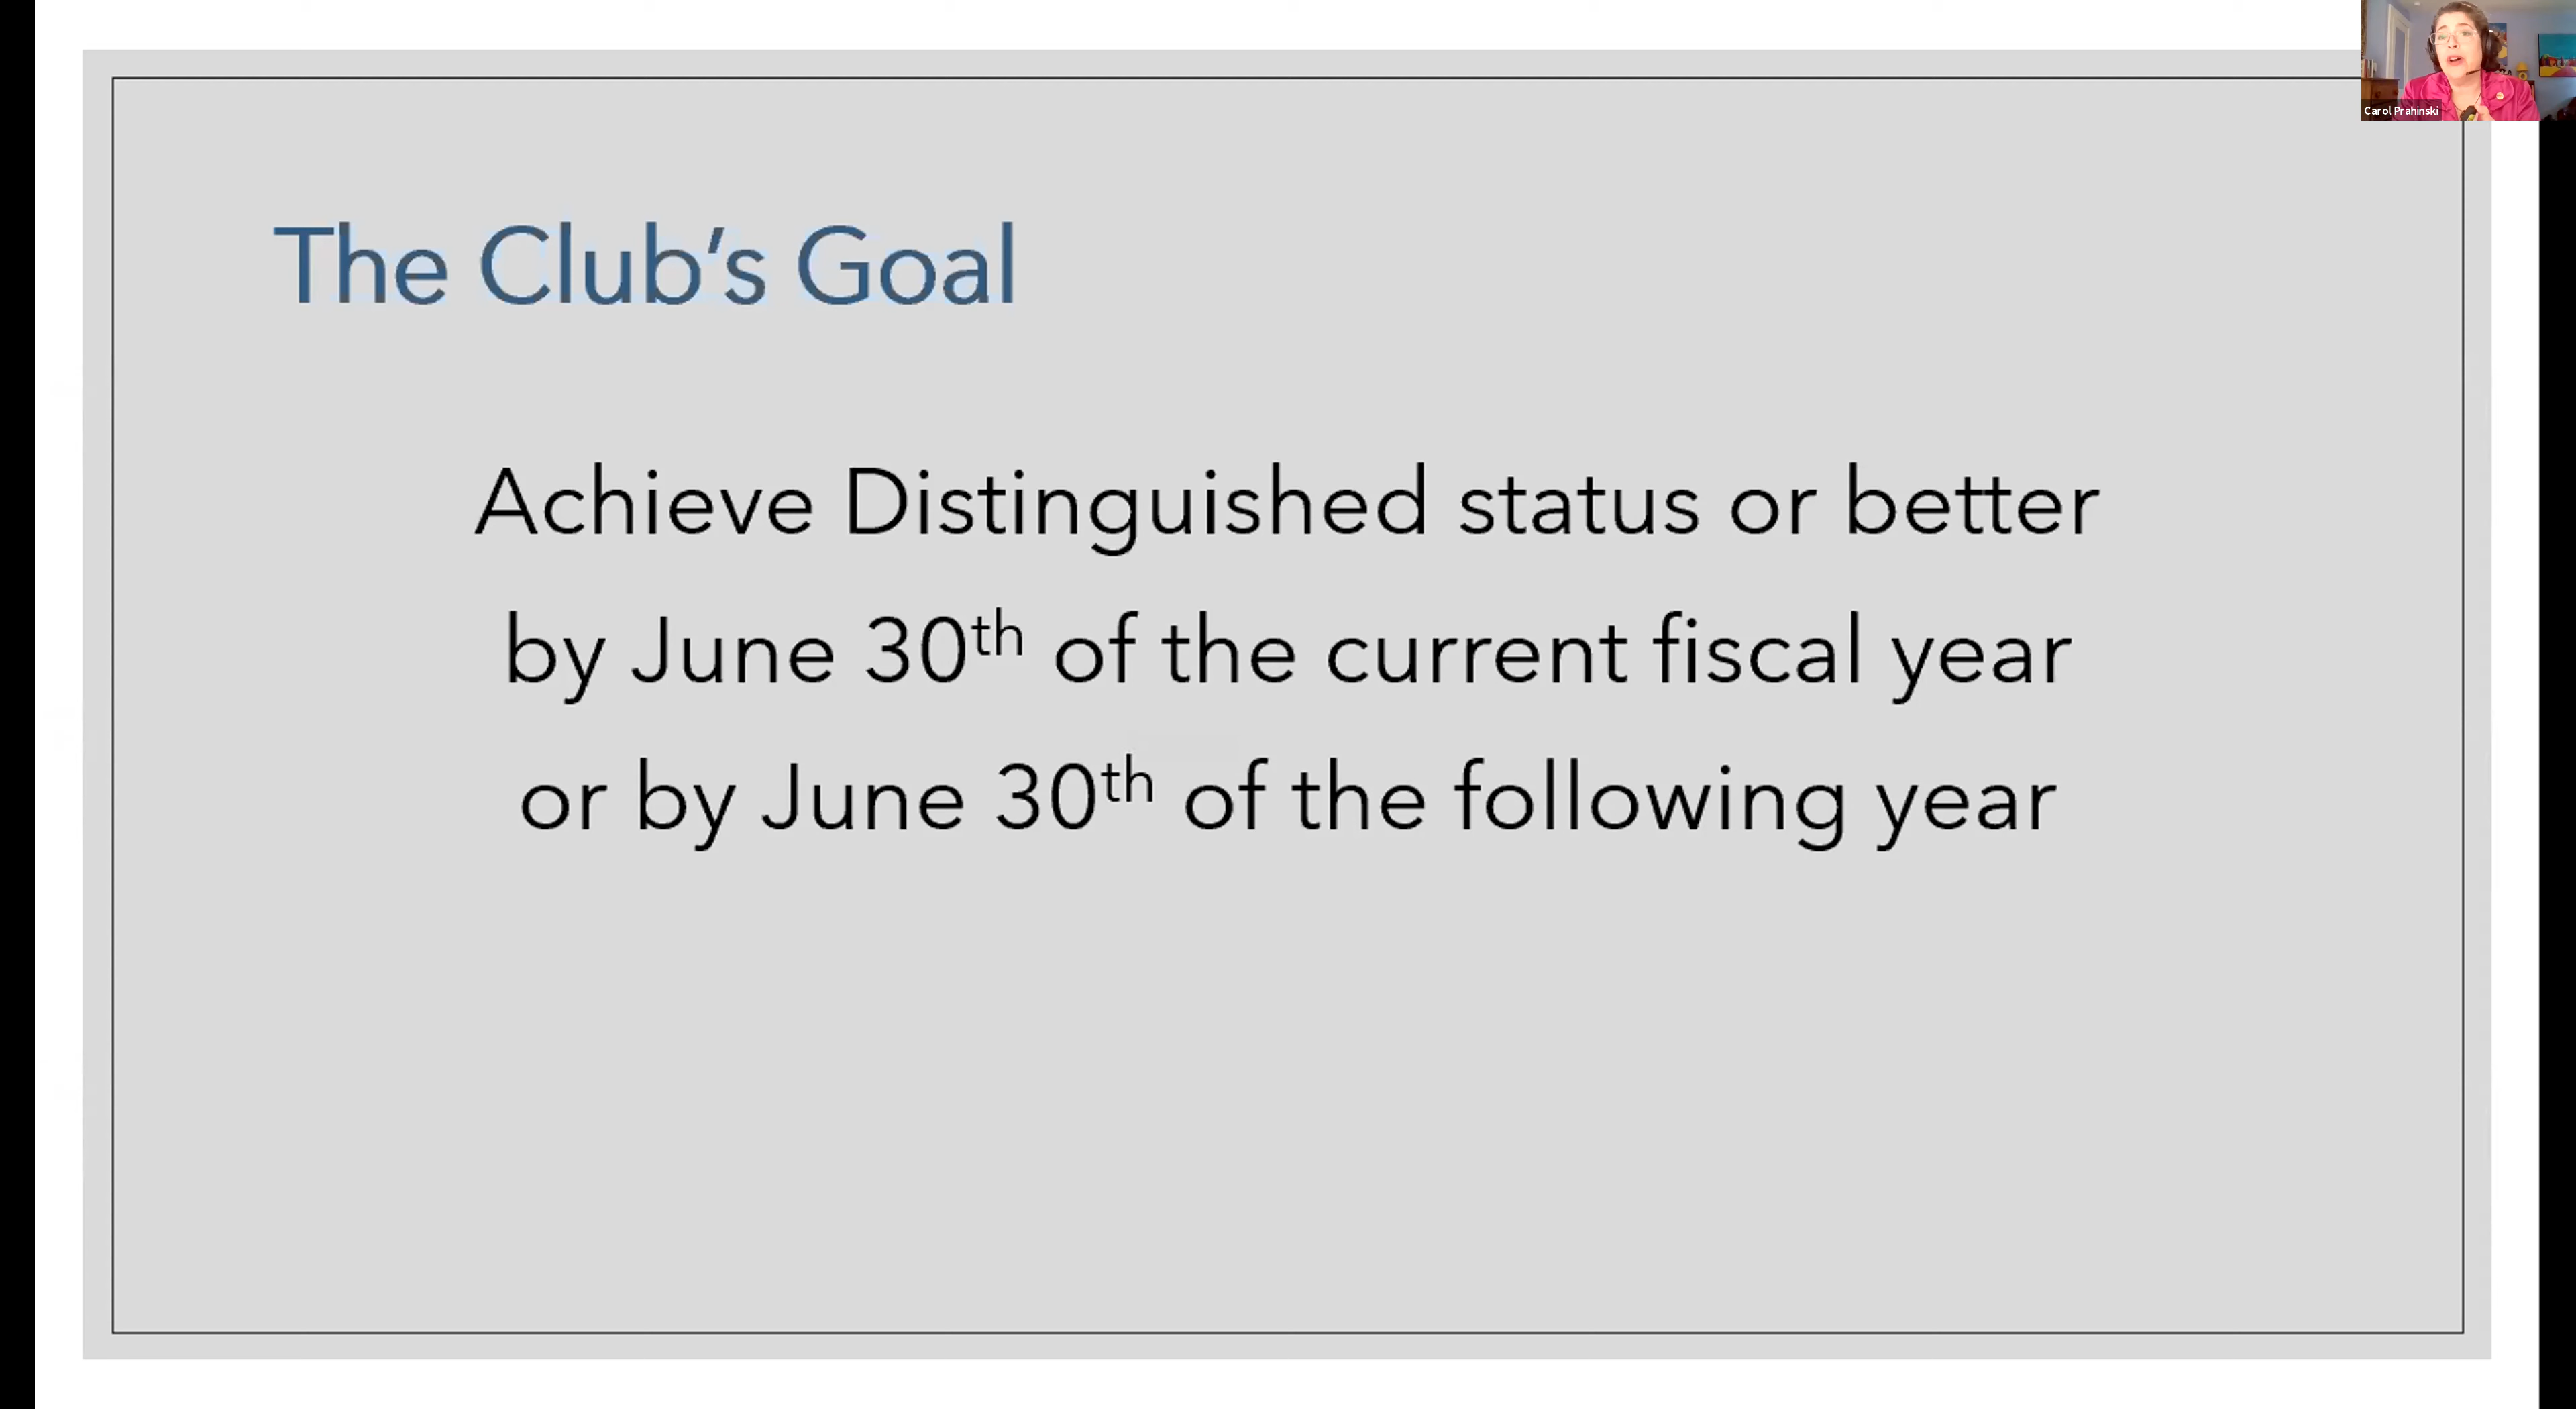 Carol Prahinski
The Club’s Goal
Achieve Distinguished status or better
by June 30th of the current fiscal year
or by June 30th of the following year